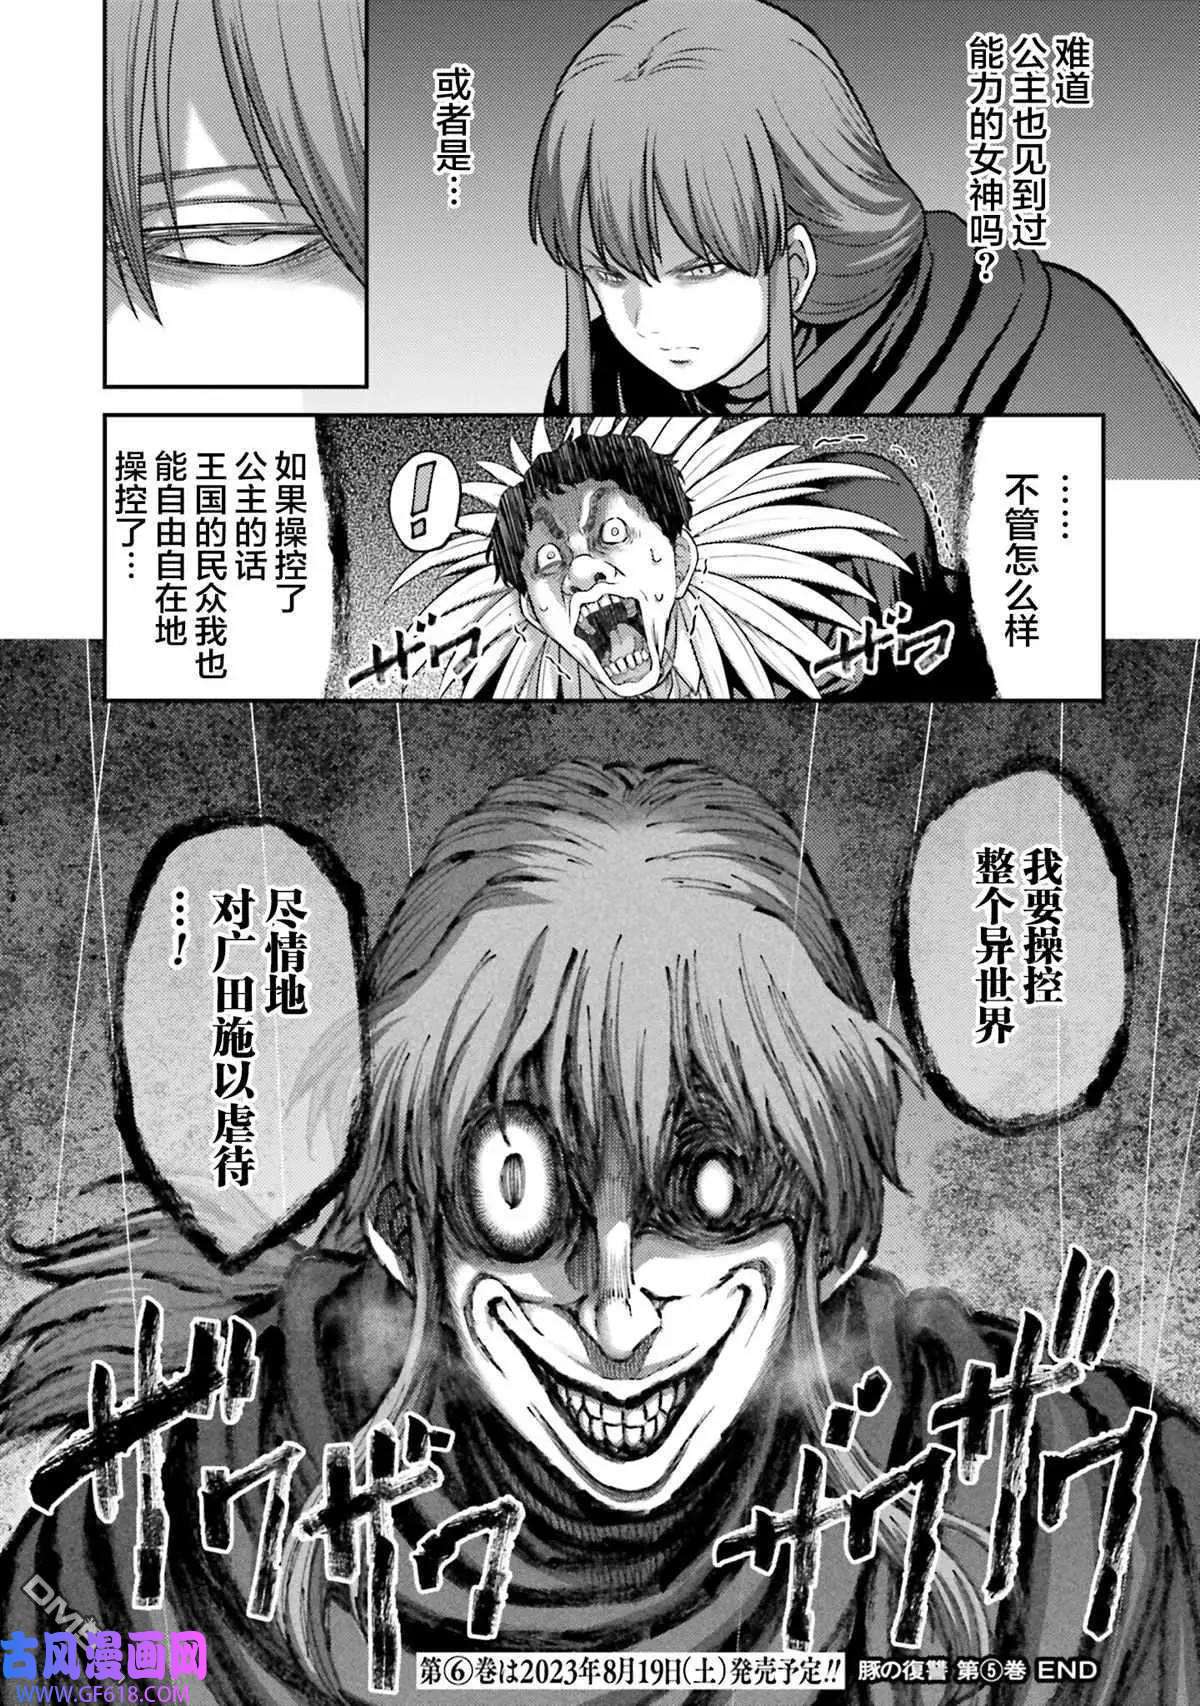 难道
公主也见到过
能力的女神吗？
或者是…
……
不管怎么样
ザワ
！
ザワ
如果操控了
公主的话
王国的民众我也
能自由自在地
操控了…
我要操控
整个异世界
尽情地
对广田施以虐待
…！
ザワ
ザワ
ザワ
ザワ
第⑥巻は2023年8月19日(土)発売予定!!
豚の復讐 第⑤巻 END
古风漫画网
WWW.GF618.COM